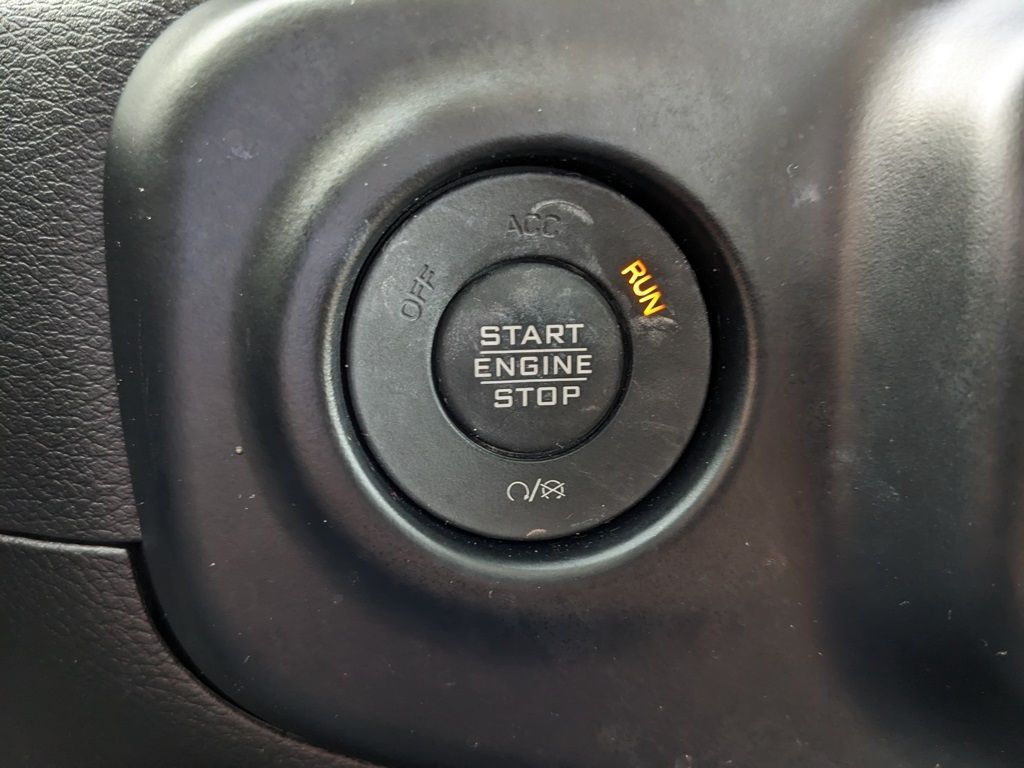 ACC
OFF
RUN
START
ENGINE
STOP